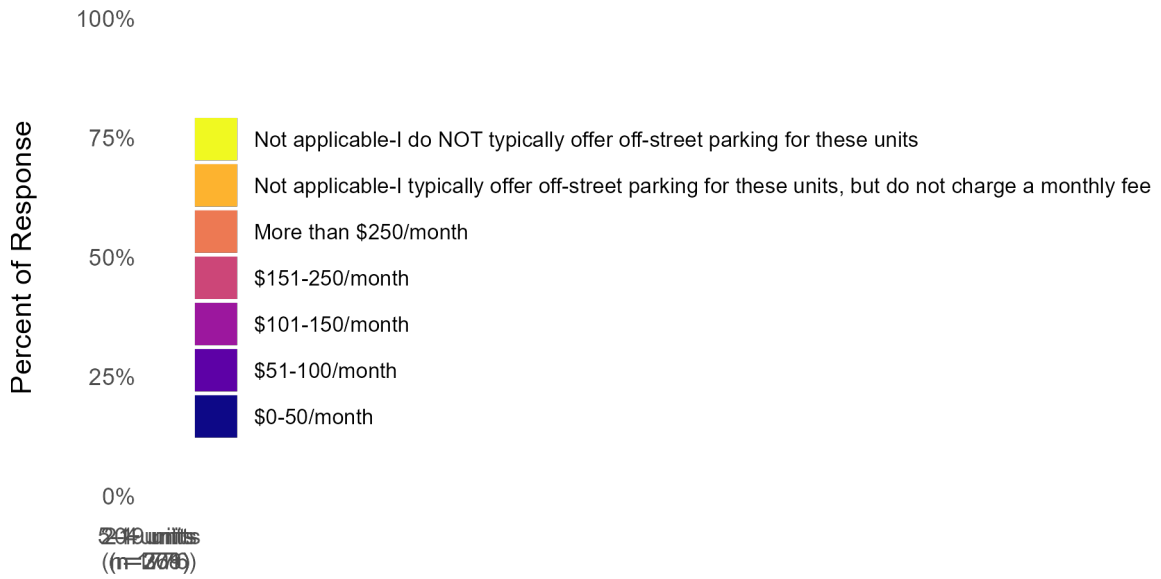 100%
75%
50%
25%
0%
Percent of Response
Not applicable-I do NOT typically offer off-street parking for these units
Not applicable-I typically offer off-street parking for these units, but do not charge a monthly fee
More than $250/month
$151-250/month
$101-150/month
$51-100/month
$0-50/month
units